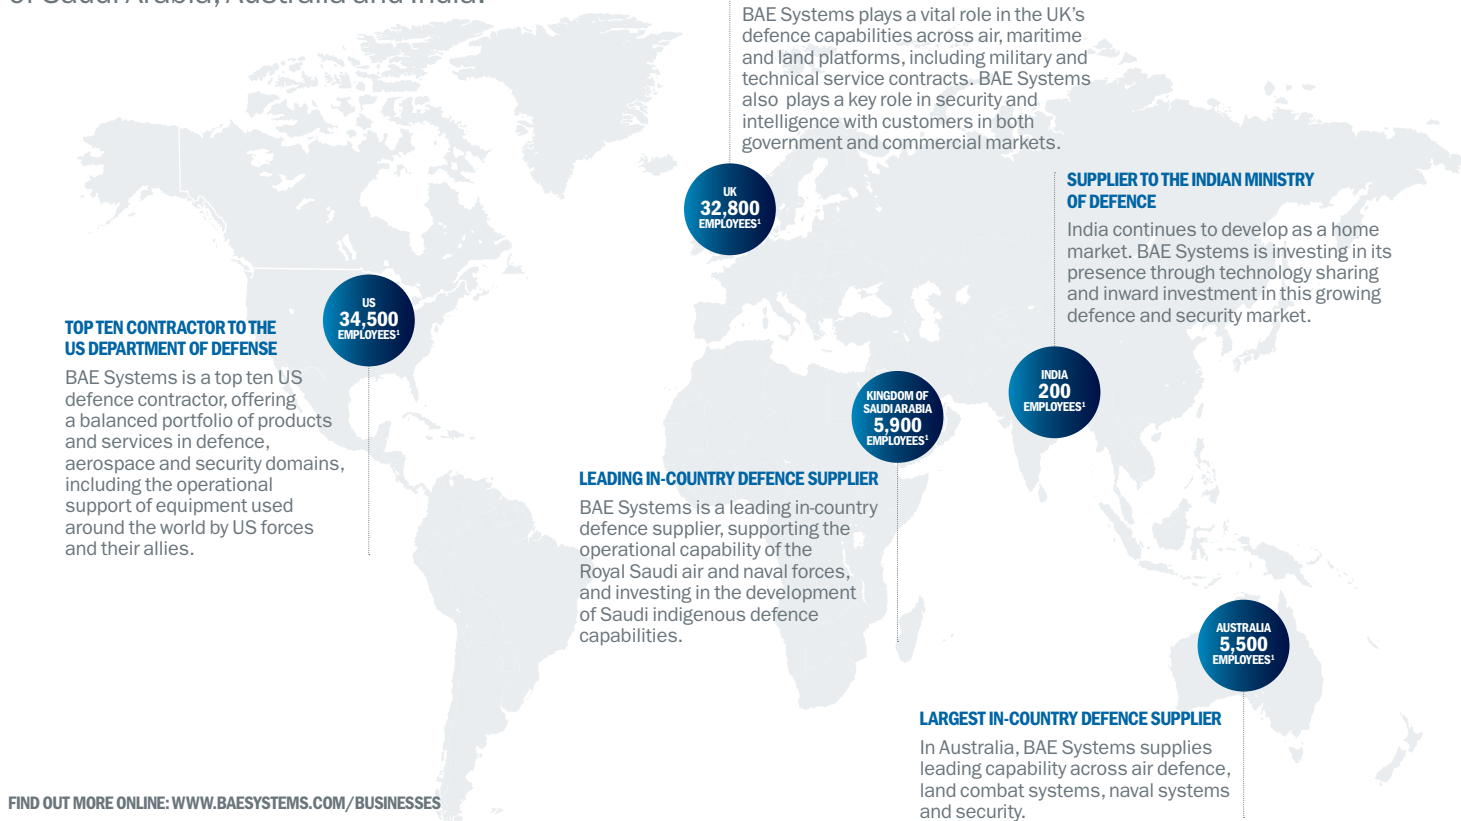 of Saudi Arabia, Australia and India.
BAE Systems plays a vital role in the UK's
defence capabilities across air, maritime
and land platforms, including military and
technical service contracts. BAE Systems
also plays a key role in security and
intelligence with customers in both
government and commercial markets.
UK
32,800
EMPLOYEES¹
SUPPLIER TO THE INDIAN MINISTRY
OF DEFENCE
India continues to develop as a home
market. BAE Systems is investing in its
presence through technology sharing
and inward investment in this growing
defence and security market.
US
34,500
EMPLOYEES¹
TOP TEN CONTRACTOR TO THE
US DEPARTMENT OF DEFENSE
BAE Systems is a top ten US
defence contractor, offering
a balanced portfolio of products
and services in defence,
aerospace and security domains,
including the operational
support of equipment used
around the world by US forces
and their allies.
INDIA
200
EMPLOYEES¹
KINGDOM OF
SAUDI ARABIA
5,900
EMPLOYEES¹
LEADING IN-COUNTRY DEFENCE SUPPLIER
BAE Systems is a leading in-country
defence supplier, supporting the
operational capability of the
Royal Saudi air and naval forces,
and investing in the development
of Saudi indigenous defence
capabilities.
AUSTRALIA
5,500
EMPLOYEES¹
LARGEST IN-COUNTRY DEFENCE SUPPLIER
In Australia, BAE Systems supplies
leading capability across air defence,
land combat systems, naval systems
and security.
FIND OUT MORE ONLINE: WWW.BAESYSTEMS.COM/BUSINESSES